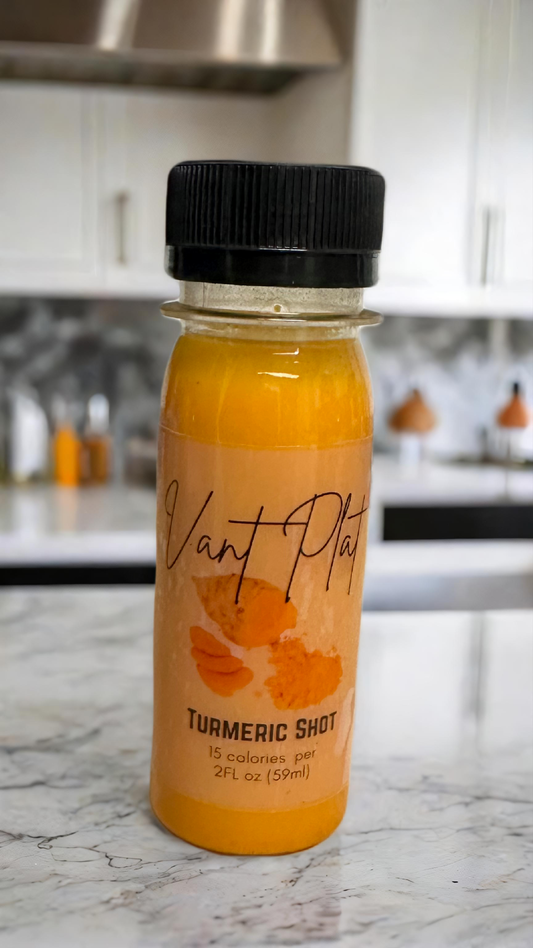 Vant Plat
TURMERIC SHOT
15 calories per
2FL oz (59ml)